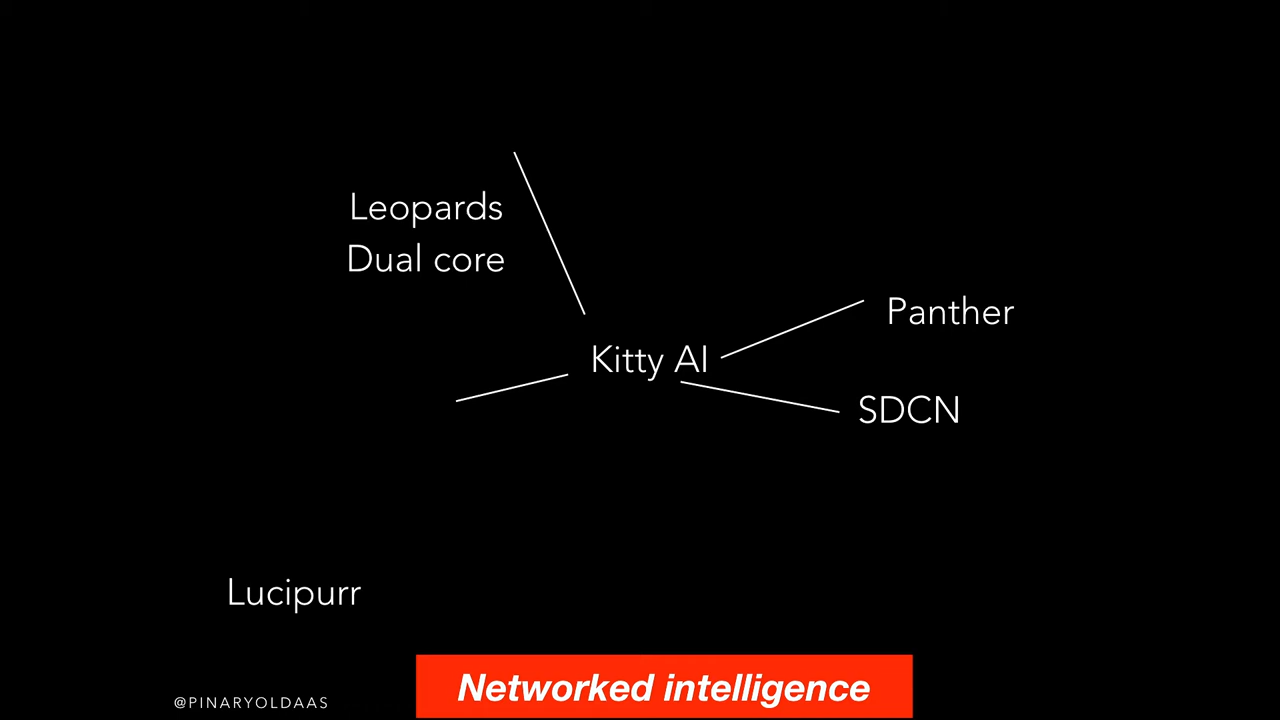 Leopards
Dual core
Panther
Kitty AI
SDCN
Lucipurr
Networked intelligence
@PINARYOLDAAS